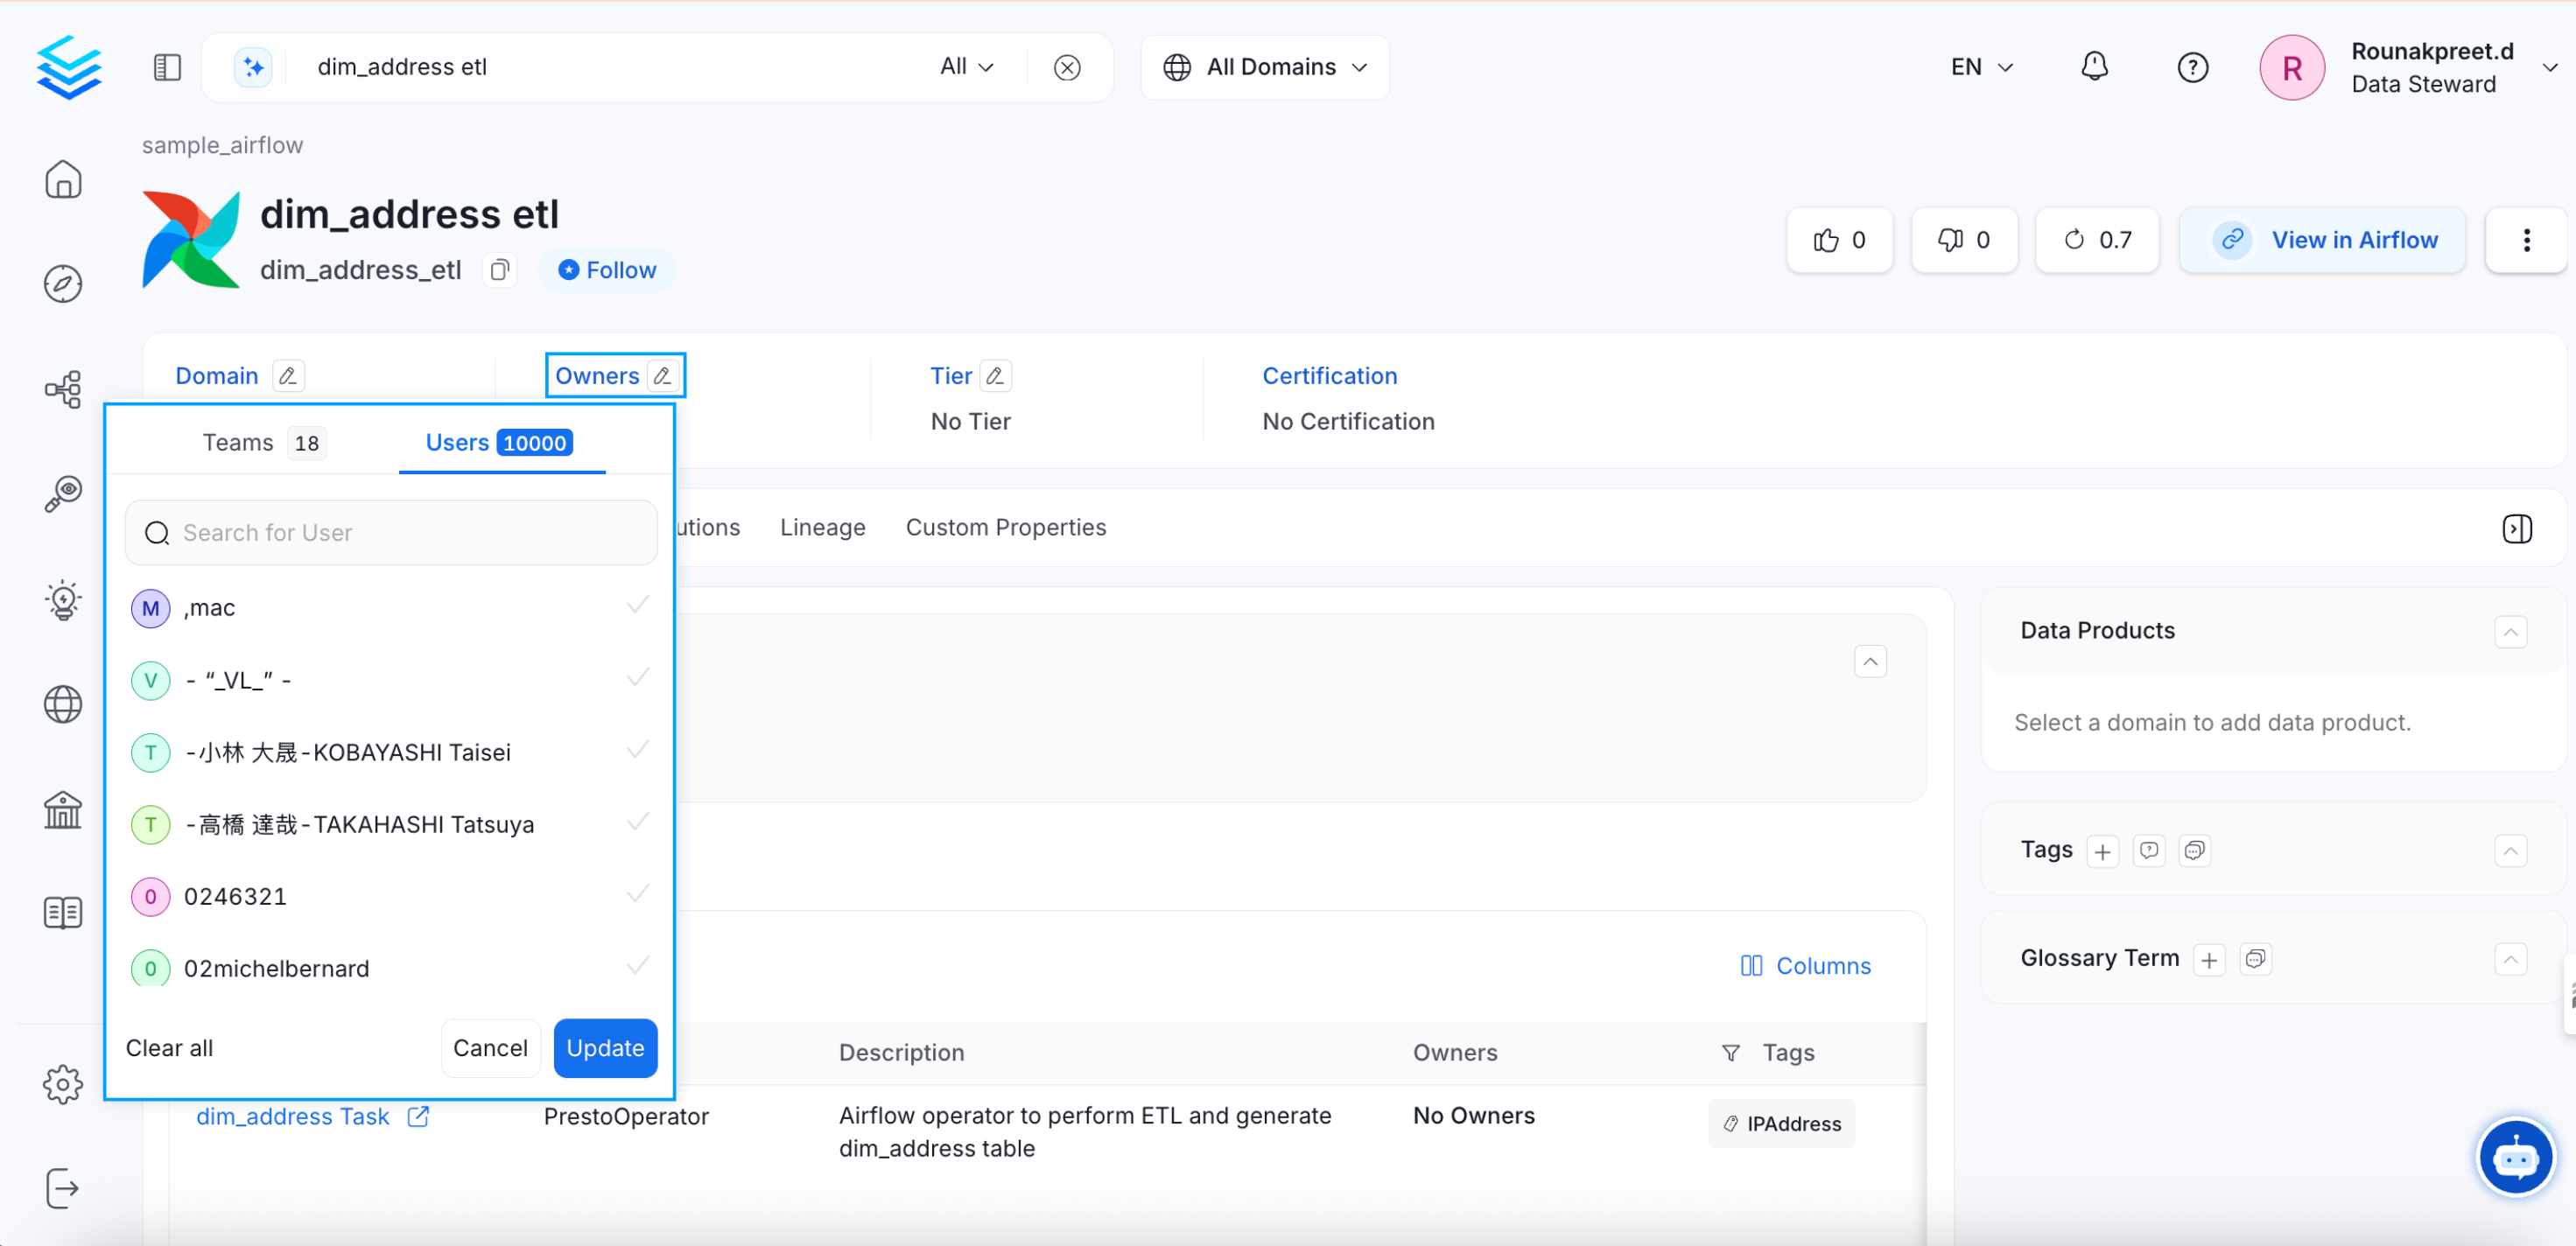 dim_address etl
All
All Domains
EN
R
Rounakpreet.d
Data Steward
sample_airflow
dim_address etl
dim_address_etl
Follow
0
0
0.7
View in Airflow
Domain
Owners
Tier
No Tier
Certification
No Certification
Teams 18
Users 10000
Search for User
M ,mac
V - “_VL_” -
T -小林 大晟-KOBAYASHI Taisei
T -高橋 達哉-TAKAHASHI Tatsuya
0 0246321
0 02michelbernard
Clear all
Cancel
Update
utions
Lineage
Custom Properties
Columns
Description
Owners
Tags
dim_address Task
PrestoOperator
Airflow operator to perform ETL and generate
dim_address table
No Owners
IPAddress
Data Products
Select a domain to add data product.
Tags
Glossary Term